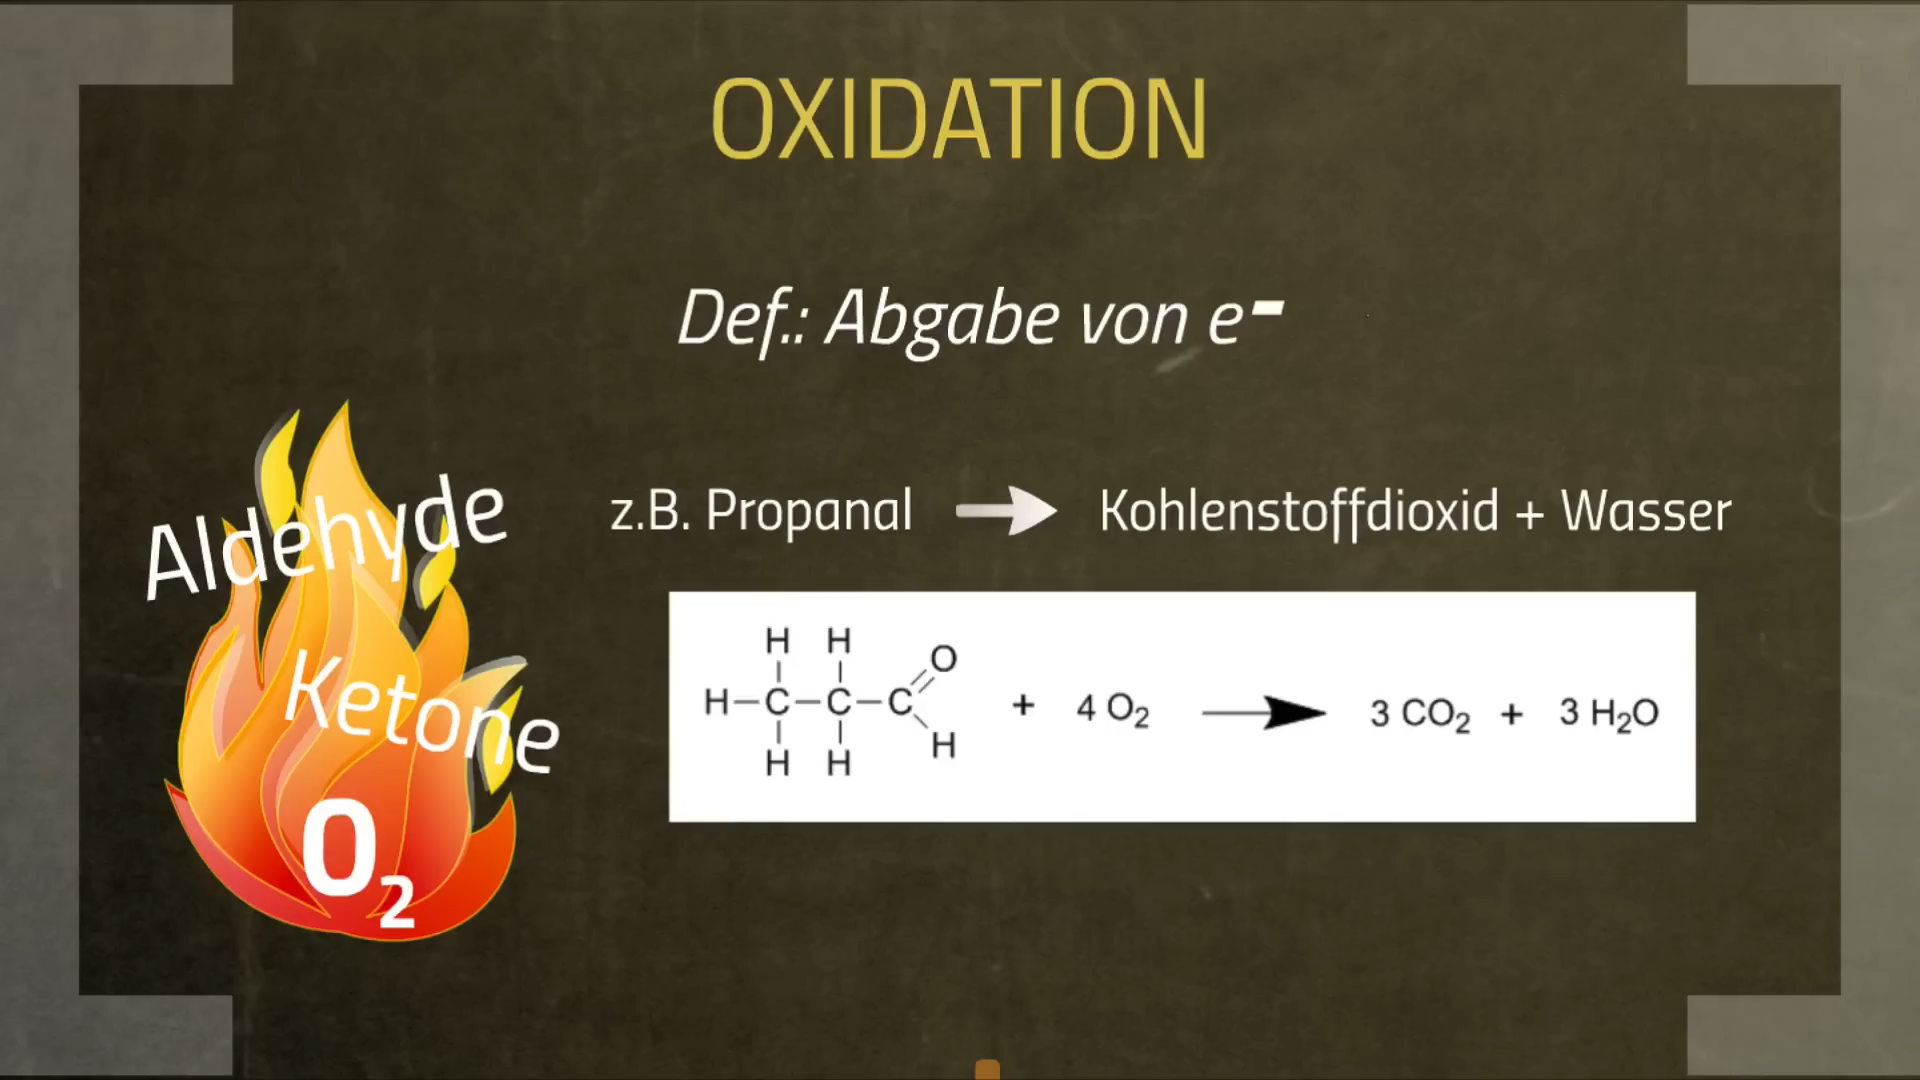 OXIDATION
Def.: Abgabe von e⁻
Aldehyde
Ketone
O₂
z.B. Propanal → Kohlenstoffdioxid + Wasser
H H
O
H–C–C–C + 4 O₂ → 3 CO₂ + 3 H₂O
H H H